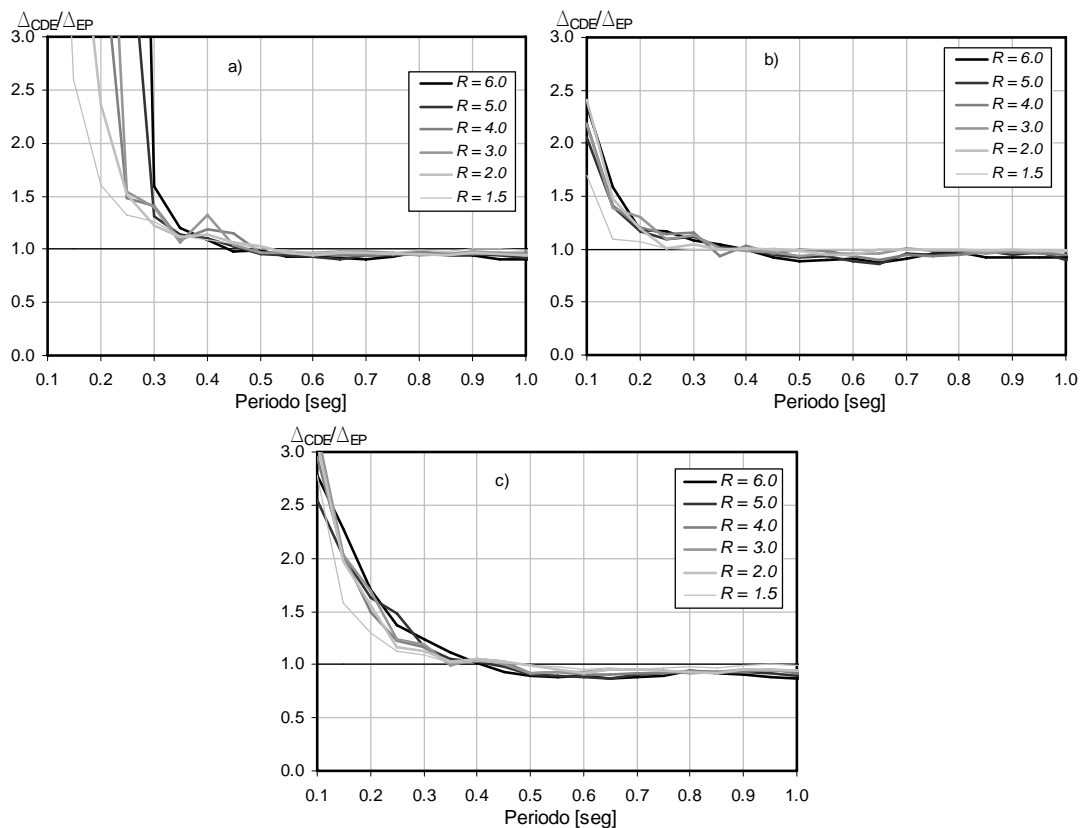 ΔCDE/ΔEP
3.0
2.5
2.0
1.5
1.0
0.5
0.0
a)
R = 6.0
R = 5.0
R = 4.0
R = 3.0
R = 2.0
R = 1.5
0.1 0.2 0.3 0.4 0.5 0.6 0.7 0.8 0.9 1.0
Periodo [seg]
ΔCDE/ΔEP
3.0
2.5
2.0
1.5
1.0
0.5
0.0
b)
R = 6.0
R = 5.0
R = 4.0
R = 3.0
R = 2.0
R = 1.5
0.1 0.2 0.3 0.4 0.5 0.6 0.7 0.8 0.9 1.0
Periodo [seg]
ΔCDE/ΔEP
3.0
2.5
2.0
1.5
1.0
0.5
0.0
c)
R = 6.0
R = 5.0
R = 4.0
R = 3.0
R = 2.0
R = 1.5
0.1 0.2 0.3 0.4 0.5 0.6 0.7 0.8 0.9 1.0
Periodo [seg]